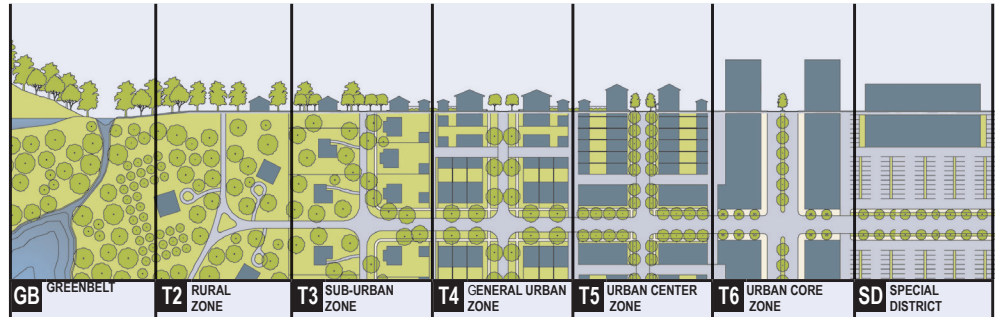 GB GREENBELT
T2 RURAL
ZONE
T3 SUB-URBAN
ZONE
T4 GENERAL URBAN
ZONE
T5 URBAN CENTER
ZONE
T6 URBAN CORE
ZONE
SD SPECIAL
DISTRICT